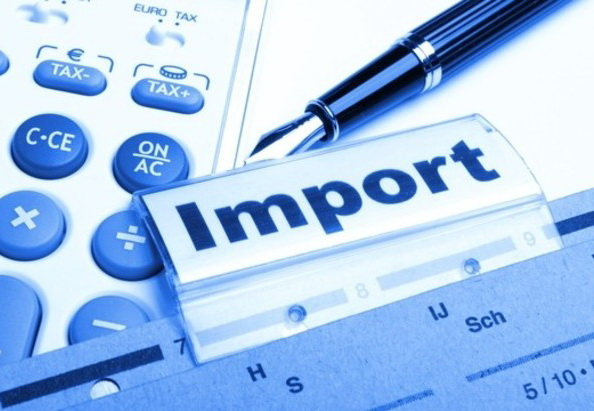 EURO TAX
TAX-
TAX+
C·CE
ON
AC
×
÷
−
Import
7
8
9
H
S
IJ
Sch
5/10·